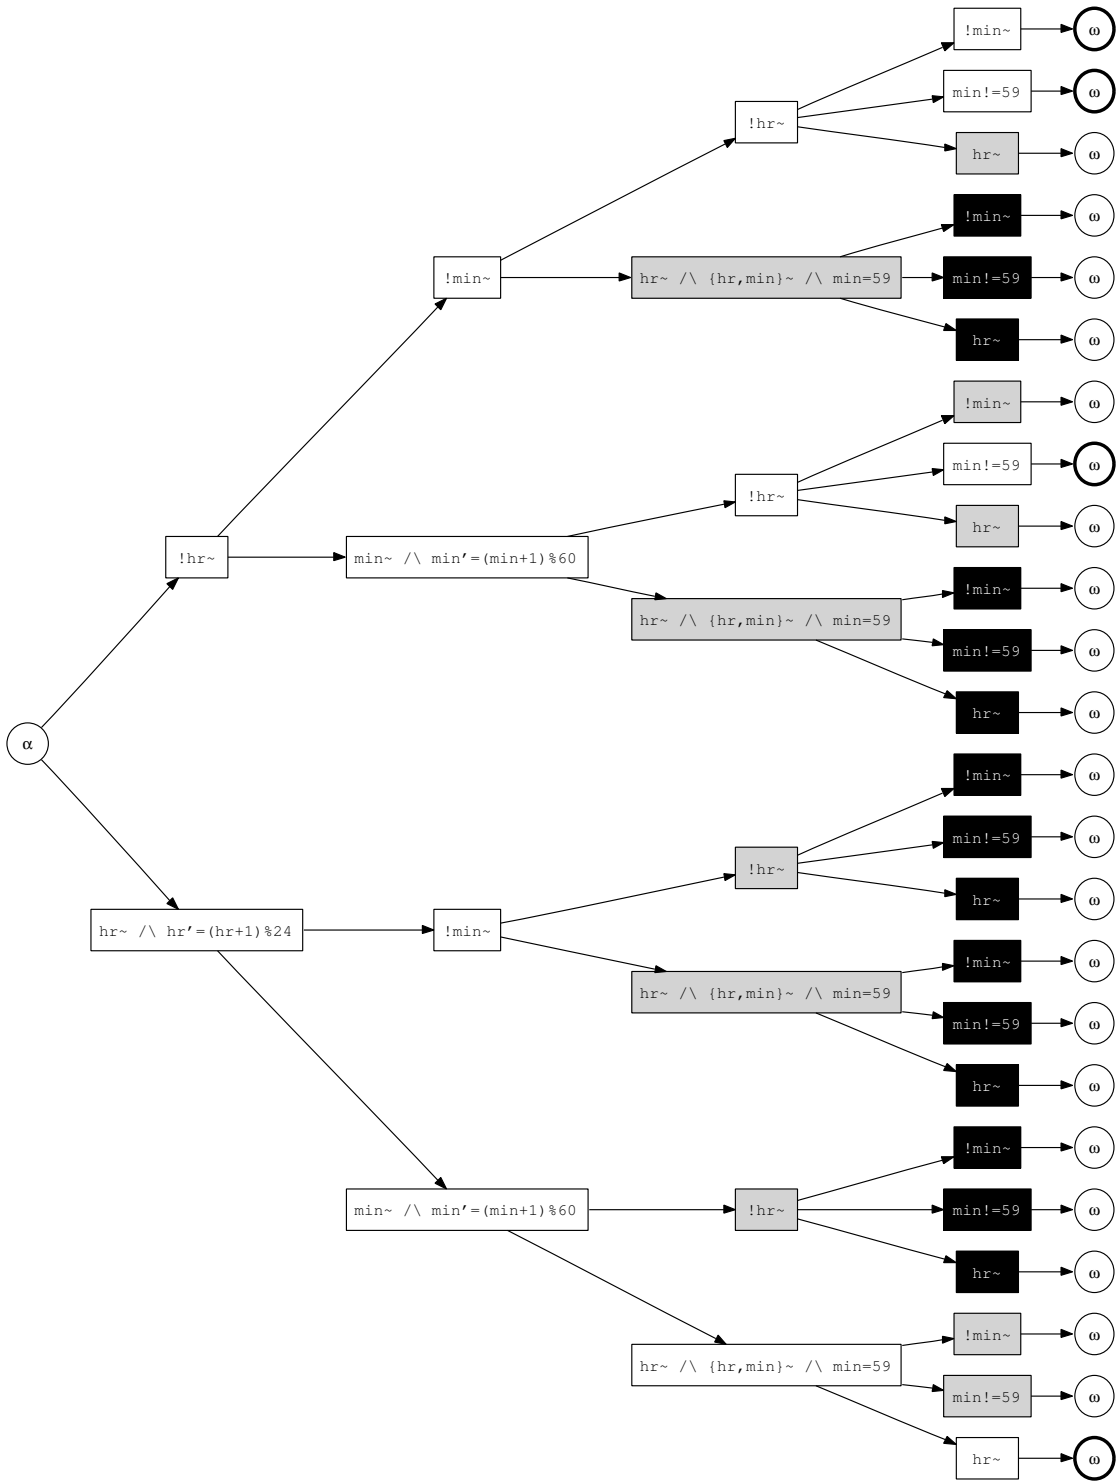 !min~ ω
min!=59 ω
!hr~
hr~ ω
!min~ ω
!min~ hr~ /\ {hr,min}~ /\ min=59 min!=59 ω
hr~ ω
!min~ ω
min!=59 ω
!hr~
hr~ ω
!hr~ min~ /\ min′=(min+1)%60
!min~ ω
hr~ /\ {hr,min}~ /\ min=59
min!=59 ω
hr~ ω
α
!min~ ω
min!=59 ω
!hr~
hr~ ω
hr~ /\ hr′=(hr+1)%24 !min~
!min~ ω
hr~ /\ {hr,min}~ /\ min=59
min!=59 ω
hr~ ω
!min~ ω
min~ /\ min′=(min+1)%60 !hr~ min!=59 ω
hr~ ω
!min~ ω
hr~ /\ {hr,min}~ /\ min=59
min!=59 ω
hr~ ω